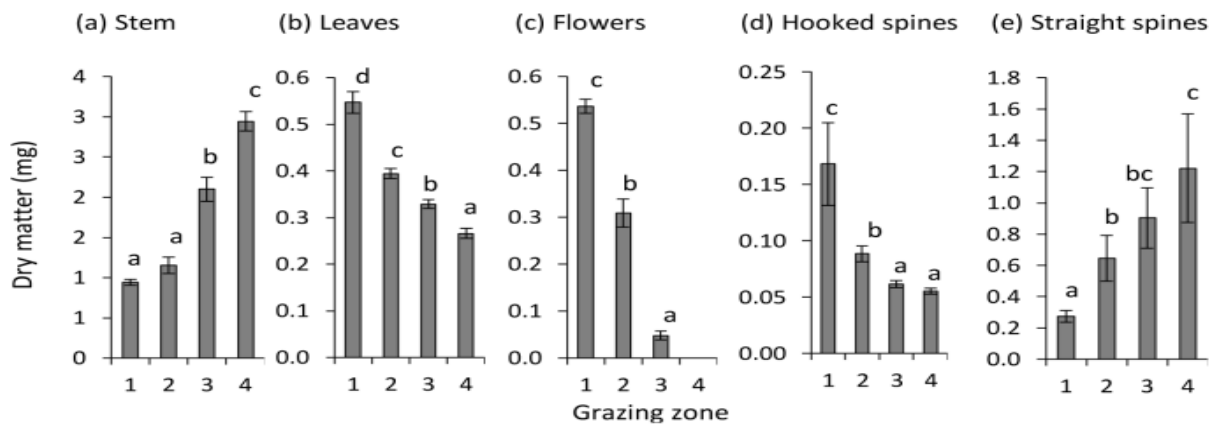 (a) Stem
(b) Leaves
(c) Flowers
(d) Hooked spines
(e) Straight spines
Dry matter (mg)
4
3
3
2
2
1
1
0
a
a
b
c
1 2 3 4
0.6
0.5
0.4
0.3
0.2
0.1
0.0
d
c
b
a
1 2 3 4
0.6
0.5
0.4
0.3
0.2
0.1
0.0
c
b
a
1 2 3 4
0.25
0.20
0.15
0.10
0.05
0.00
c
b
a
a
1 2 3 4
1.8
1.6
1.4
1.2
1.0
0.8
0.6
0.4
0.2
0.0
a
b
bc
c
1 2 3 4
Grazing zone